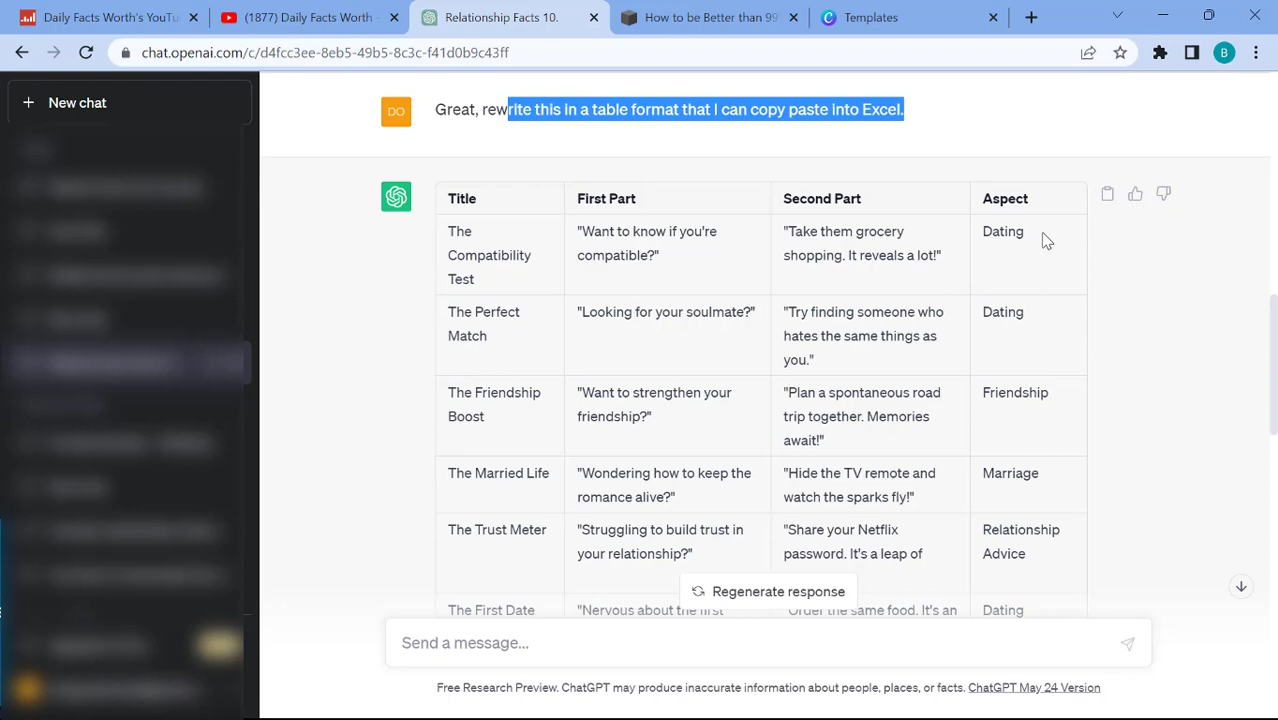 Daily Facts Worth's YouT
(1877) Daily Facts Worth -
Relationship Facts 10.
How to be Better than 99
Templates
chat.openai.com/c/d4fcc3ee-8eb5-49b5-8c3c-f41d0b9c43ff
B
New chat
DO
Great, rewrite this in a table format that I can copy paste into Excel.
Title First Part Second Part Aspect
The "Want to know if you're "Take them grocery Dating
Compatibility compatible?" shopping. It reveals a lot!"
Test
The Perfect "Looking for your soulmate?" "Try finding someone who Dating
Match hates the same things as
you."
The Friendship "Want to strengthen your "Plan a spontaneous road Friendship
Boost friendship?" trip together. Memories
await!"
The Married Life "Wondering how to keep the "Hide the TV remote and Marriage
romance alive?" watch the sparks fly!"
The Trust Meter "Struggling to build trust in "Share your Netflix Relationship
your relationship?" password. It's a leap of Advice
Regenerate response
The First Date "Nervous about the first "Order the same food. It's an Dating
Send a message...
Free Research Preview. ChatGPT may produce inaccurate information about people, places, or facts. ChatGPT May 24 Version